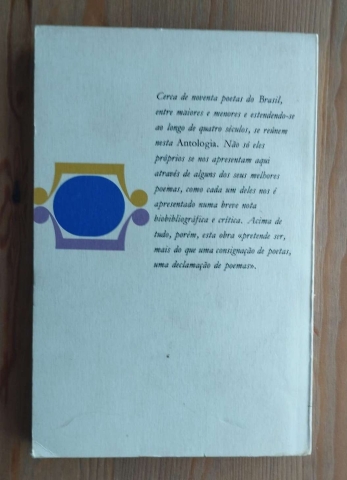 Cerca de noventa poetas do Brasil,
entre maiores e menores e estendendo-se
ao longo de quatro séculos, se reúnem
nesta Antologia. Não só eles
próprios se nos apresentam aqui
através de alguns dos seus melhores
poemas, como cada um deles nos é
apresentado numa breve nota
biobibliográfica e crítica. Acima de
tudo, porém, esta obra «pretende ser,
mais do que uma consignação de poetas,
uma declamação de poemas».